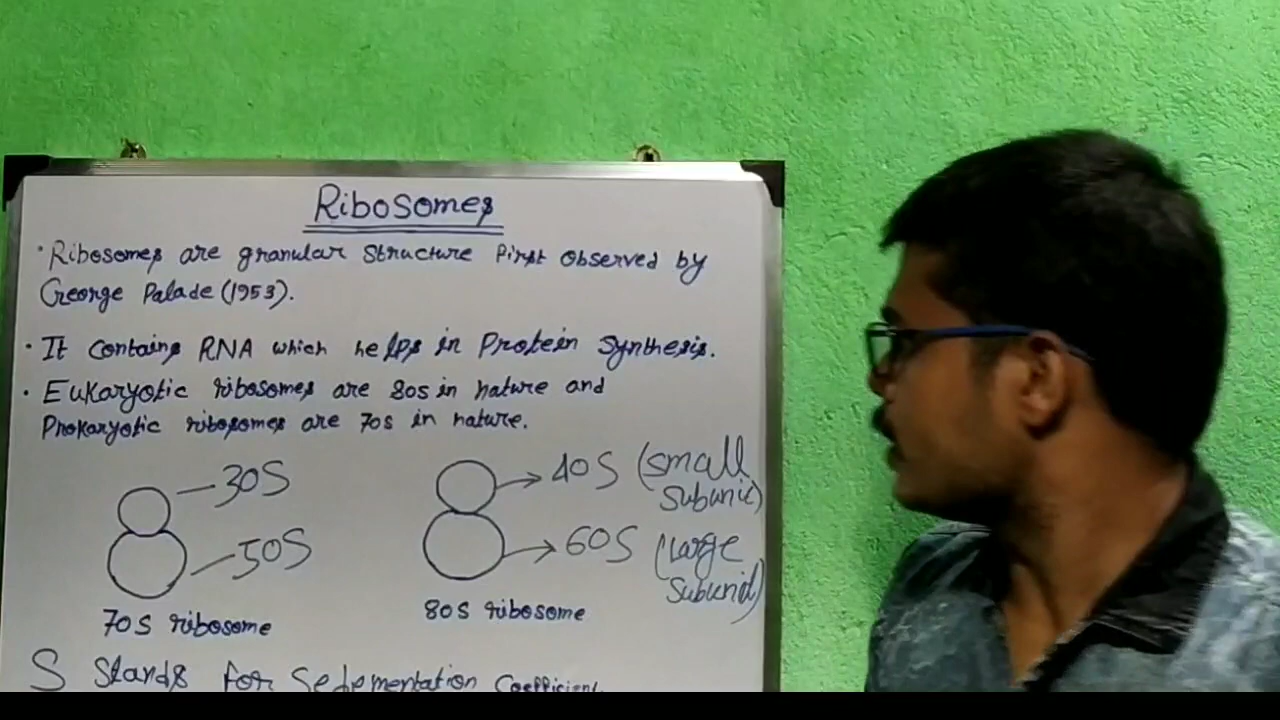 Ribosomes
• Ribosomes are granular structure first observed by
George Palade (1953).
• It contains RNA which helps in Protein synthesis.
• Eukaryotic ribosomes are 80s in nature and
Prokaryotic ribosomes are 70s in nature.
30S
50S
70S ribosome
40S (small
subunit)
60S (large
subunit)
80S ribosome
S stands for Sedementation Coefficient.